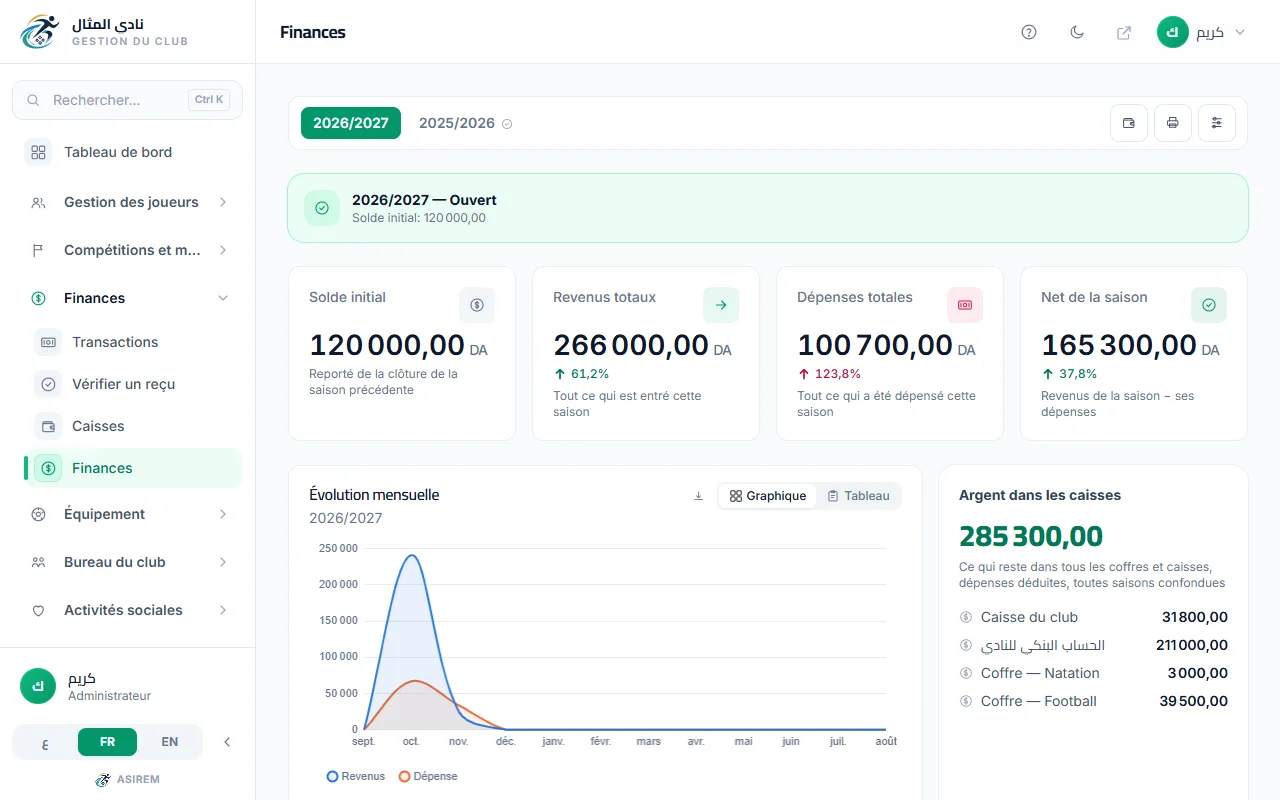 نادي المثال
GESTION DU CLUB
Rechercher... Ctrl K
Tableau de bord
Gestion des joueurs
Compétitions et m...
Finances
Transactions
Vérifier un reçu
Caisses
Finances
Équipement
Bureau du club
Activités sociales
ك
كريم
Administrateur
ع FR EN
ASIREM
Finances
ك كريم
2026/2027 2025/2026
2026/2027 — Ouvert
Solde initial: 120 000,00
Solde initial
120 000,00 DA
Reporté de la clôture de la
saison précédente
Revenus totaux
266 000,00 DA
↑ 61,2%
Tout ce qui est entré cette
saison
Dépenses totales
100 700,00 DA
↑ 123,8%
Tout ce qui a été dépensé cette
saison
Net de la saison
165 300,00 DA
↑ 37,8%
Revenus de la saison − ses
dépenses
Évolution mensuelle
2026/2027
Graphique Tableau
250 000
200 000
150 000
100 000
50 000
0
sept. oct. nov. déc. janv. févr. mars avr. mai juin juil. août
Revenus Dépense
Argent dans les caisses
285 300,00
Ce qui reste dans tous les coffres et caisses,
dépenses déduites, toutes saisons confondues
Caisse du club 31 800,00
الحساب البنكي للنادي 211 000,00
Coffre — Natation 3 000,00
Coffre — Football 39 500,00